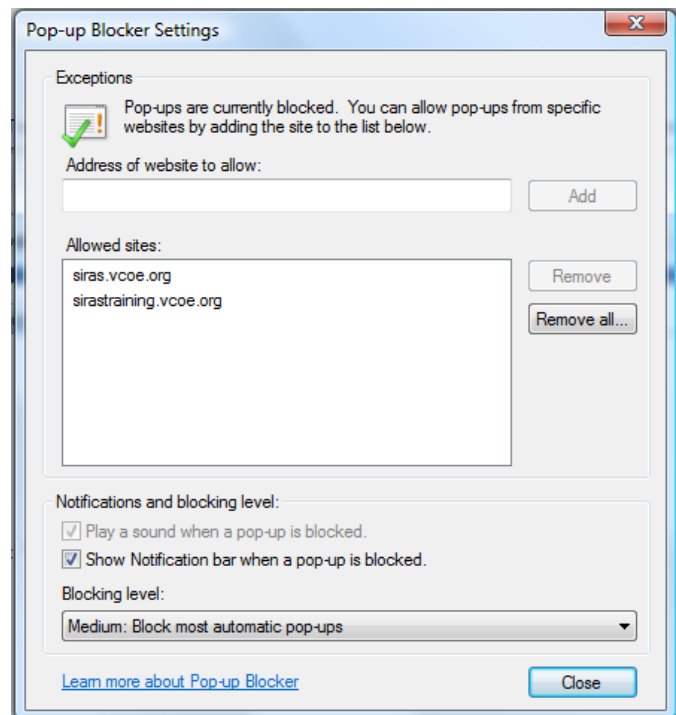 Pop-up Blocker Settings
Exceptions
Pop-ups are currently blocked. You can allow pop-ups from specific
websites by adding the site to the list below.
Address of website to allow:
Add
Allowed sites:
siras.vcoe.org
sirastraining.vcoe.org
Remove
Remove all...
Notifications and blocking level:
Play a sound when a pop-up is blocked.
Show Notification bar when a pop-up is blocked.
Blocking level:
Medium: Block most automatic pop-ups
Learn more about Pop-up Blocker
Close